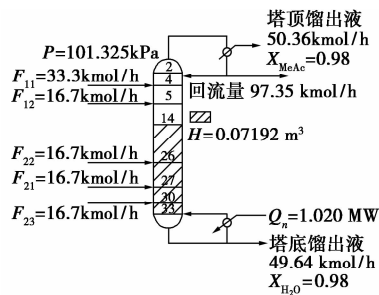 塔顶馏出液
50.36kmol/h
X_MeAc=0.98
P=101.325kPa
回流量 97.35 kmol/h
F₁₁=33.3kmol/h
F₁₂=16.7kmol/h
H=0.07192 m³
F₂₂=16.7kmol/h
F₂₁=16.7kmol/h
F₂₃=16.7kmol/h
2
4
5
14
26
27
30
33
Qₙ=1.020 MW
塔底馏出液
49.64 kmol/h
X_H₂O=0.98